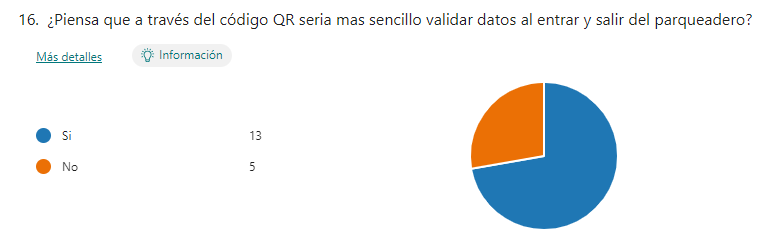 16. ¿Piensa que a través del código QR seria mas sencillo validar datos al entrar y salir del parqueadero?
Más detalles
Información
Si 13
No 5